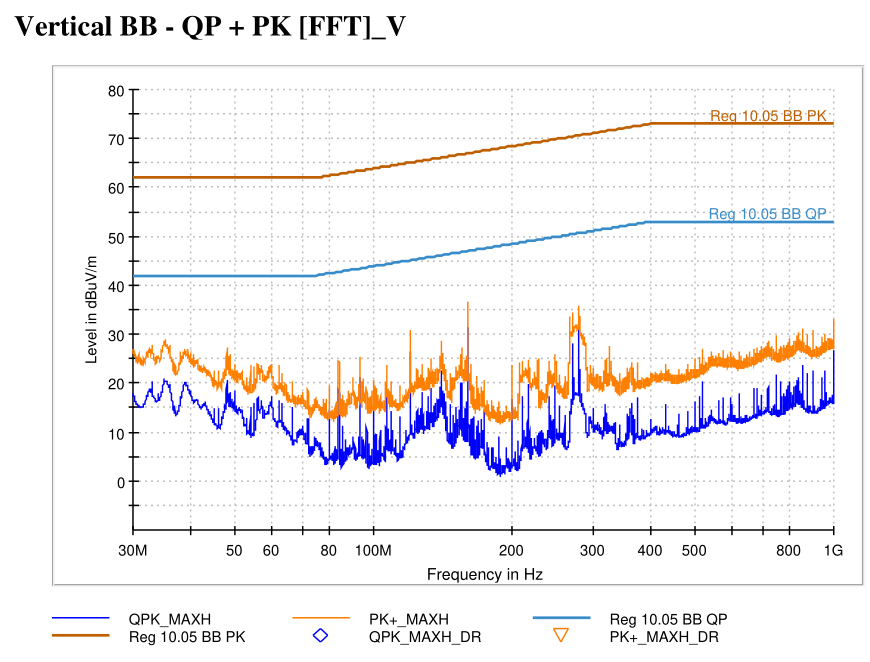 Vertical BB - QP + PK [FFT]_V
80
70
60
50
40
30
20
10
0
Level in dBuV/m
Reg 10.05 BB PK
Reg 10.05 BB QP
30M 50 60 80 100M 200 300 400 500 800 1G
Frequency in Hz
QPK_MAXH PK+_MAXH Reg 10.05 BB QP
Reg 10.05 BB PK QPK_MAXH_DR PK+_MAXH_DR